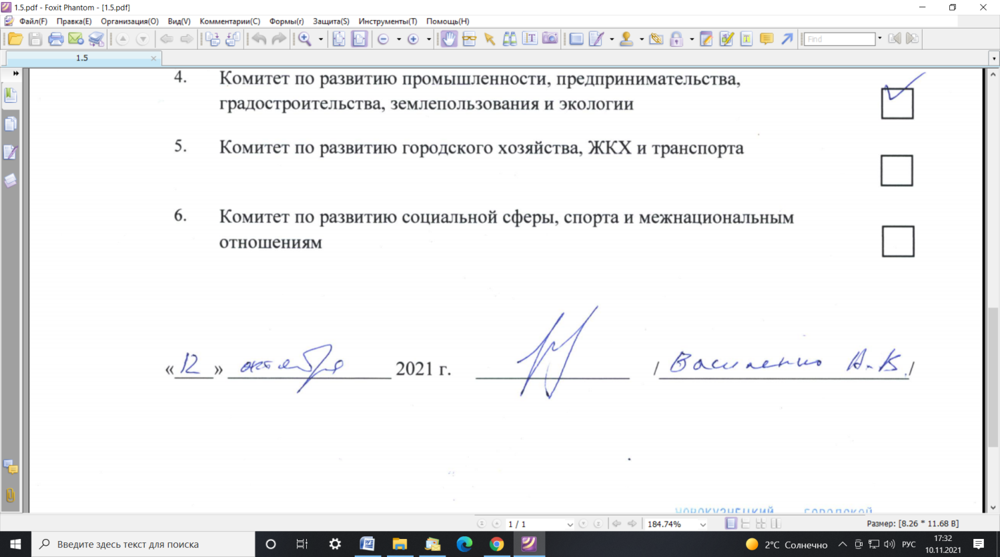 1.5.pdf - Foxit Phantom - [1.5.pdf]
Файл(F) Правка(E) Организация(O) Вид(V) Комментарии(C) Формы(r) Защита(S) Инструменты(T) Помощь(H)
Find
1.5
4. Комитет по развитию промышленности, предпринимательства,
градостроительства, землепользования и экологии
5. Комитет по развитию городского хозяйства, ЖКХ и транспорта
6. Комитет по развитию социальной сферы, спорта и межнациональным
отношениям
«12» октября 2021 г. /Василенко А.В./
НОВОКУЗНЕЦКИЙ ГОРОДСКОЙ
1 / 1 184.74% Размер: [8.26 * 11.68 В]
Введите здесь текст для поиска 2°C Солнечно РУС 17:32
10.11.2021